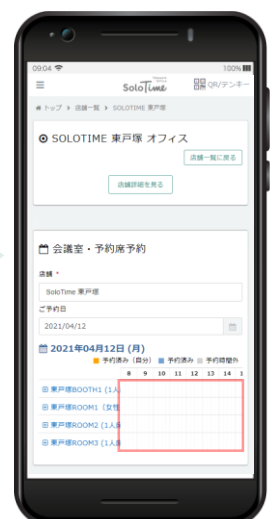 09:04 100%
SoloTime QR/テンキー
トップ > 店舗一覧 > SOLOTIME 東戸塚
SOLOTIME 東戸塚 オフィス
店舗一覧に戻る
店舗詳細を見る
会議室・予約席予約
店舗 *
SoloTime 東戸塚
ご予約日
2021/04/12
2021年04月12日 (月)
予約済み (自分) 予約済み 予約時間外
8 9 10 11 12 13 14 1
東戸塚BOOTH1 (1人
東戸塚ROOM1 (女性
東戸塚ROOM2 (1人
東戸塚ROOM3 (1人